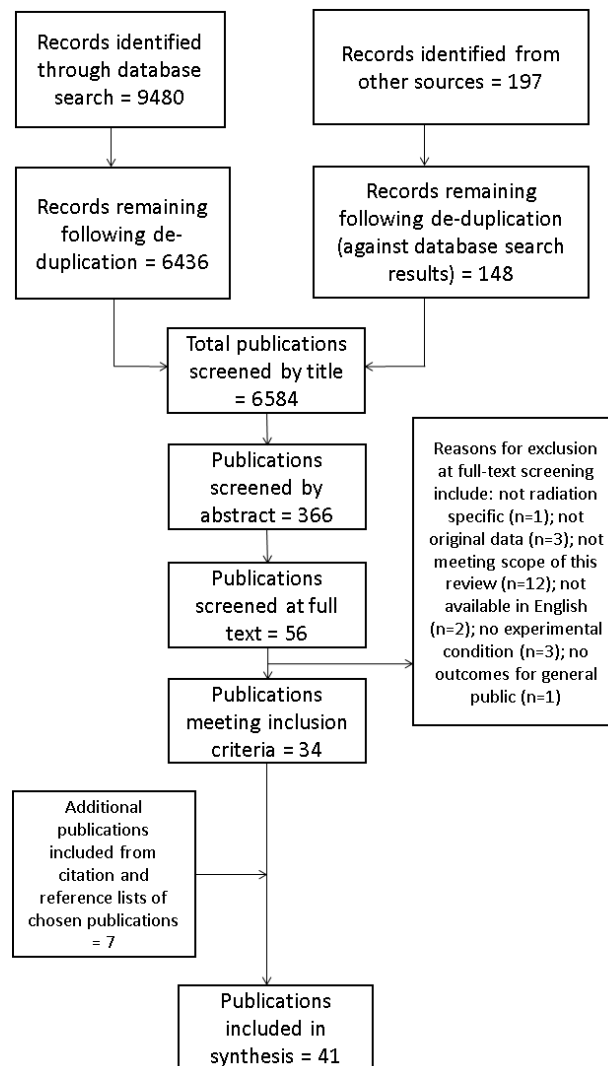 Records identified
through database
search = 9480
Records identified from
other sources = 197
Records remaining
following de-
duplication = 6436
Records remaining
following de-duplication
(against database search
results) = 148
Total publications
screened by title
= 6584
Publications
screened by
abstract = 366
Reasons for exclusion
at full-text screening
include: not radiation
specific (n=1); not
original data (n=3); not
meeting scope of this
review (n=12); not
available in English
(n=2); no experimental
condition (n=3); no
outcomes for general
public (n=1)
Publications
screened at full
text = 56
Publications
meeting inclusion
criteria = 34
Additional
publications
included from
citation and
reference lists of
chosen publications
= 7
Publications
included in
synthesis = 41